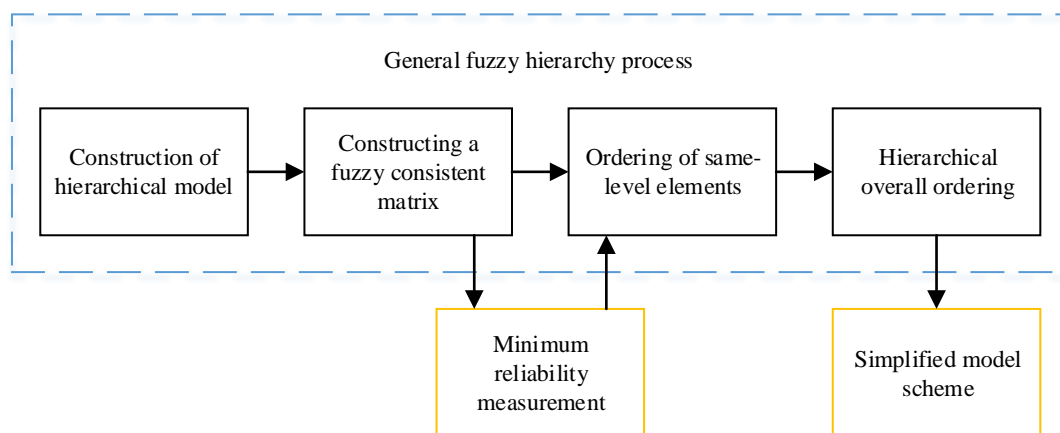 General fuzzy hierarchy process
Construction of
hierarchical model
Constructing a
fuzzy consistent
matrix
Ordering of same-
level elements
Hierarchical
overall ordering
Minimum
reliability
measurement
Simplified model
scheme